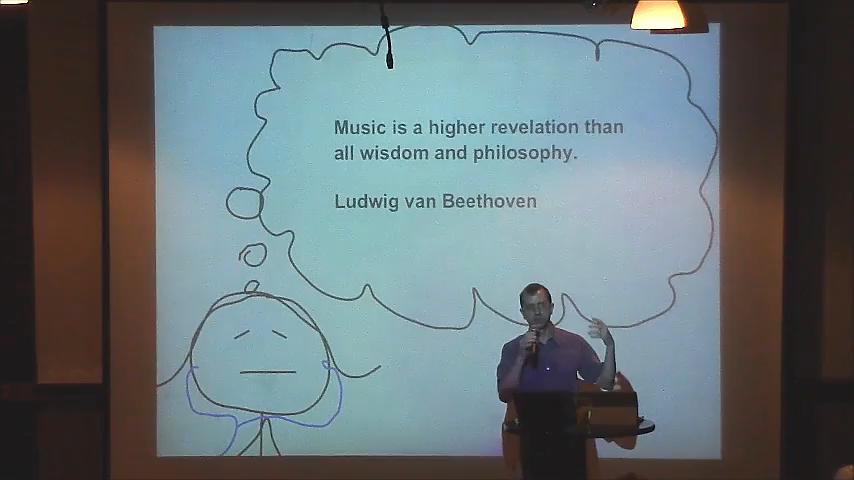 Music is a higher revelation than
all wisdom and philosophy.
Ludwig van Beethoven